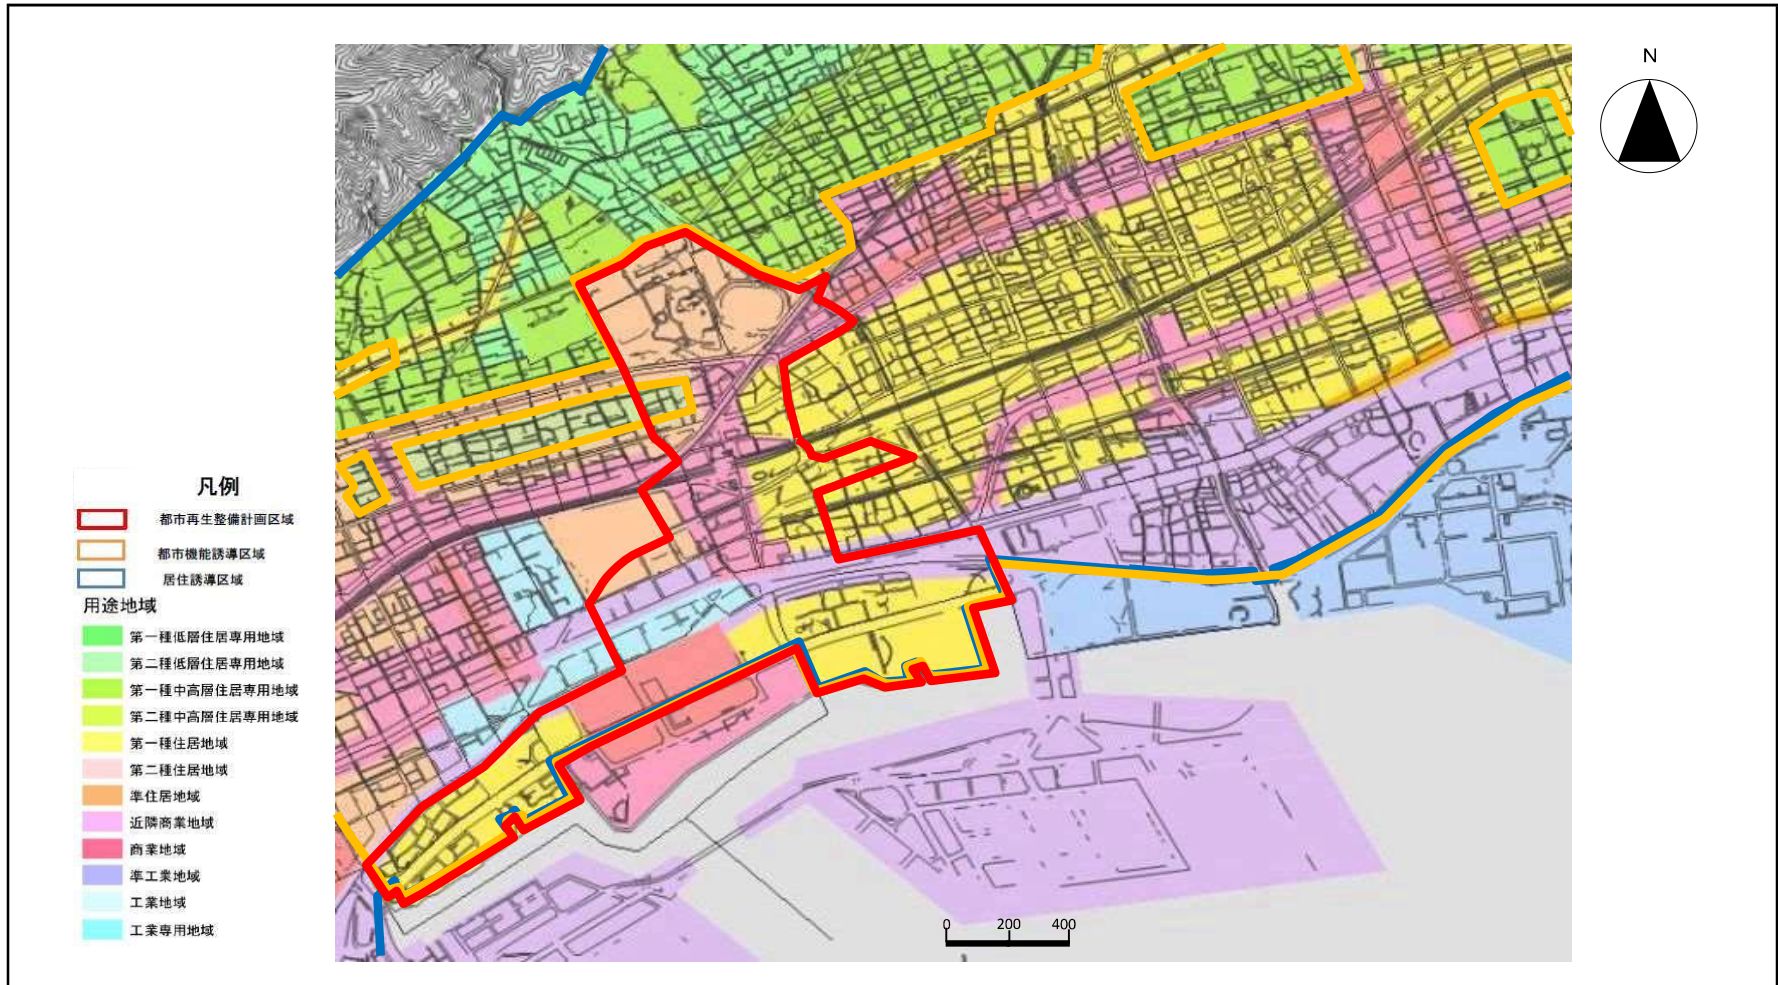 N
凡例
都市再生整備計画区域
都市機能誘導区域
居住誘導区域
用途地域
第一種低層住居専用地域
第二種低層住居専用地域
第一種中高層住居専用地域
第二種中高層住居専用地域
第一種住居地域
第二種住居地域
準住居地域
近隣商業地域
商業地域
準工業地域
工業地域
工業専用地域
0 200 400